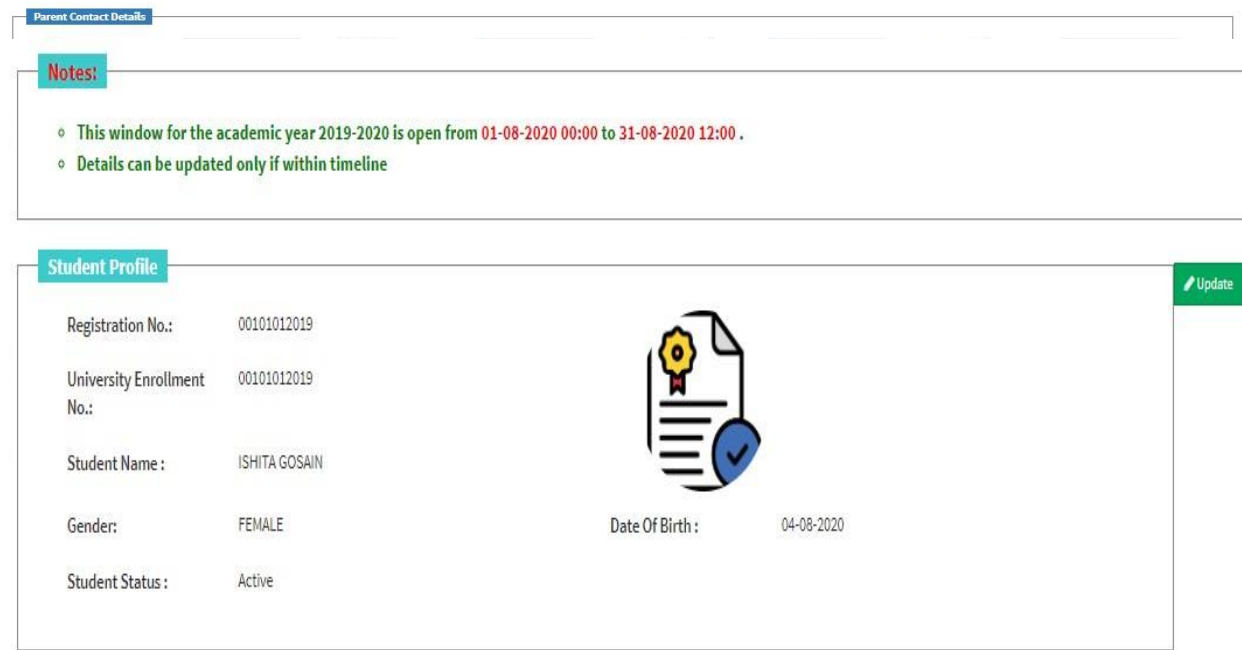 Parent Contact Details
Notes:
This window for the academic year 2019-2020 is open from 01-08-2020 00:00 to 31-08-2020 12:00 .
Details can be updated only if within timeline
Student Profile
Update
Registration No.: 00101012019
University Enrollment 00101012019
No.:
Student Name : ISHITA GOSAIN
Gender: FEMALE Date Of Birth : 04-08-2020
Student Status : Active